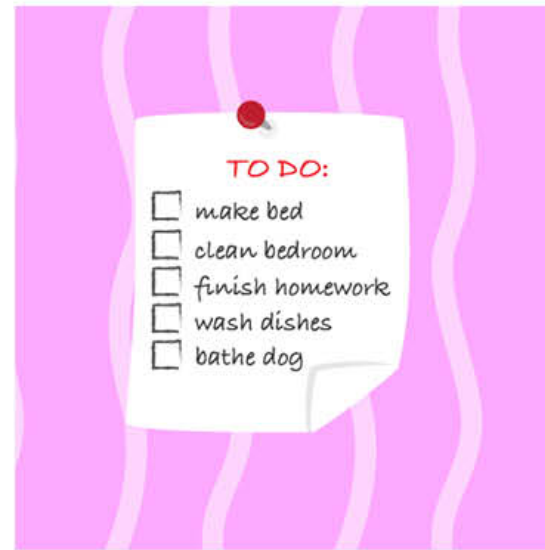 TO DO:
make bed
clean bedroom
finish homework
wash dishes
bathe dog